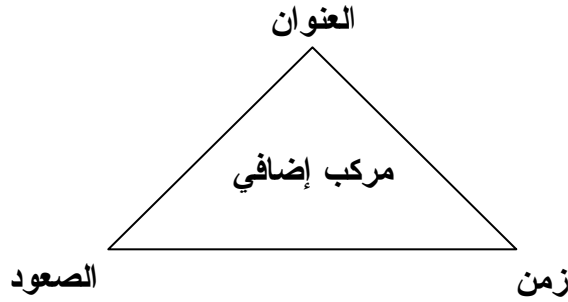 العنوان
مركب إضافي
زمن
الصعود